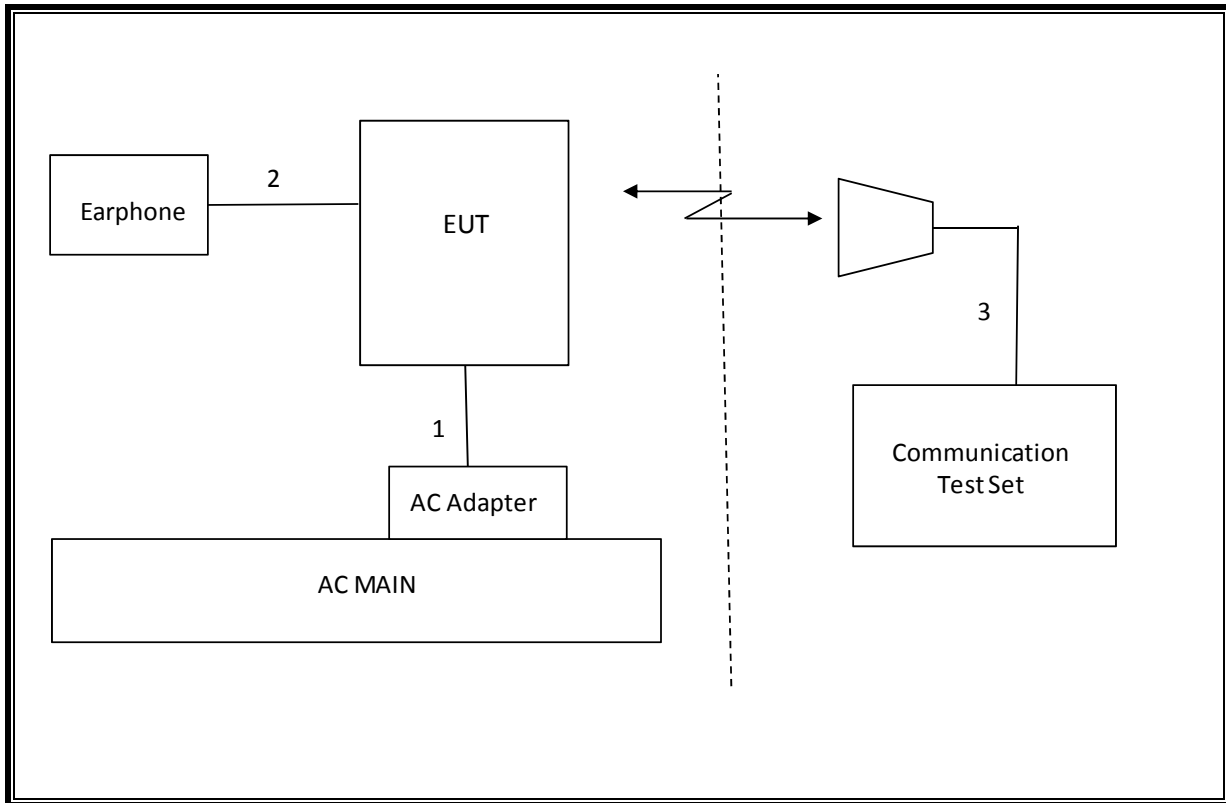 2
Earphone
EUT
3
1
Communication
Test Set
AC Adapter
AC MAIN